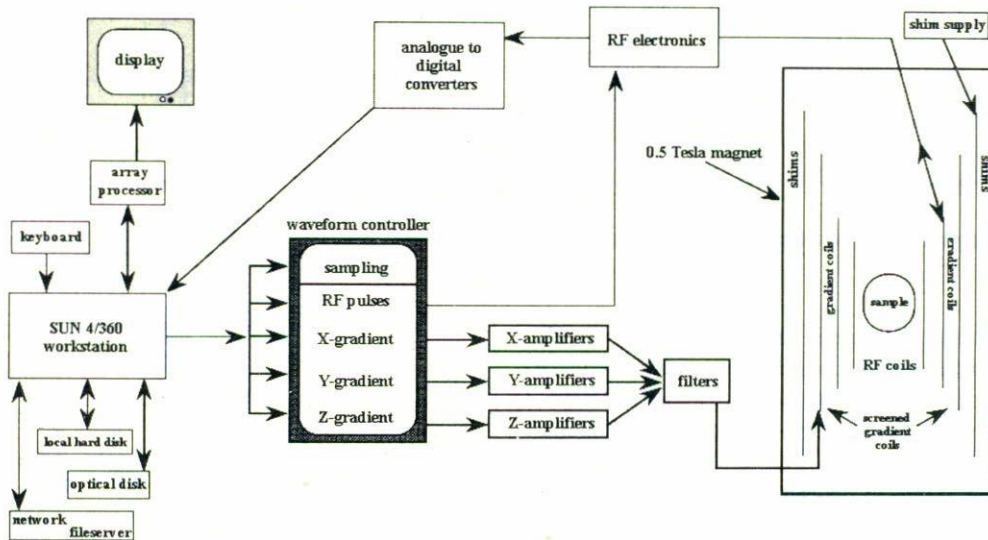 display
analogue to
digital
converters
RF electronics
shim supply
0.5 Tesla magnet
array
processor
keyboard
waveform controller
sampling
RF pulses
X-gradient
Y-gradient
Z-gradient
SUN 4/360
workstation
X-amplifiers
Y-amplifiers
Z-amplifiers
filters
shims
gradient coils
sample
RF coils
gradient coils
shims
screened
gradient
coils
local hard disk
optical disk
network
fileserver